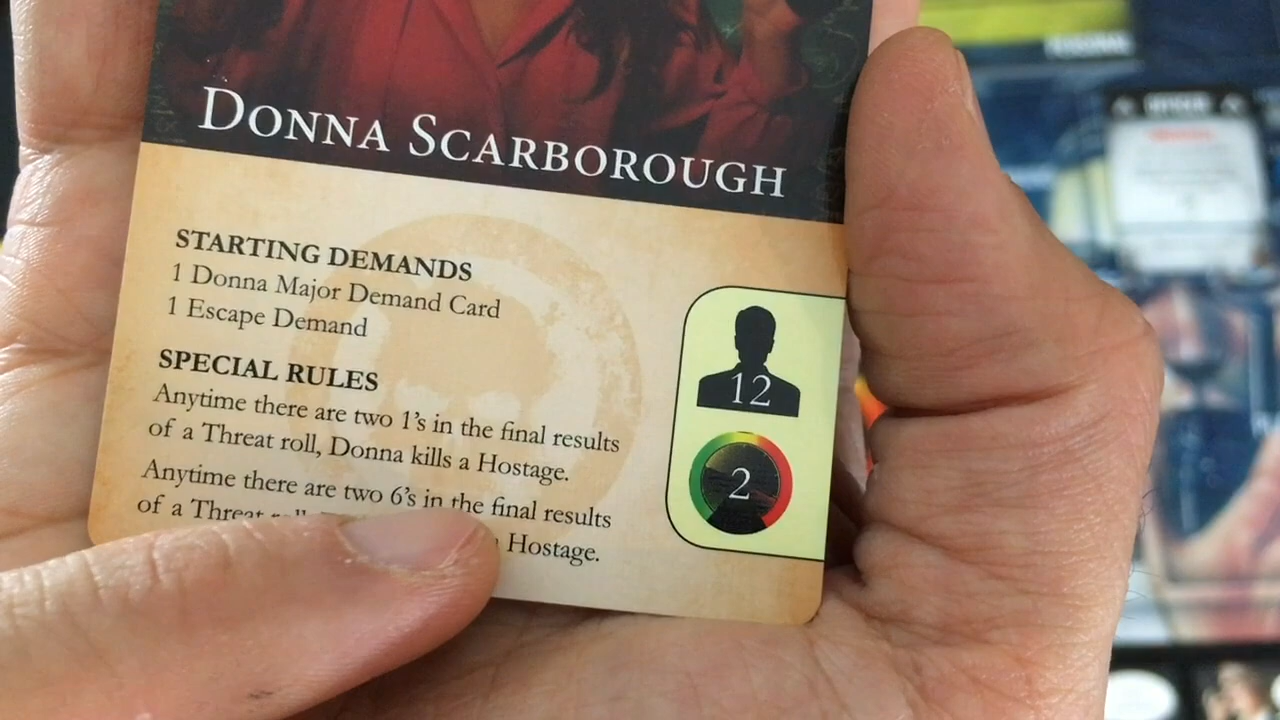 DONNA SCARBOROUGH
STARTING DEMANDS
1 Donna Major Demand Card
1 Escape Demand
SPECIAL RULES
Anytime there are two 1's in the final results
of a Threat roll, Donna kills a Hostage.
Anytime there are two 6's in the final results
of a Threat Hostage.
12
2